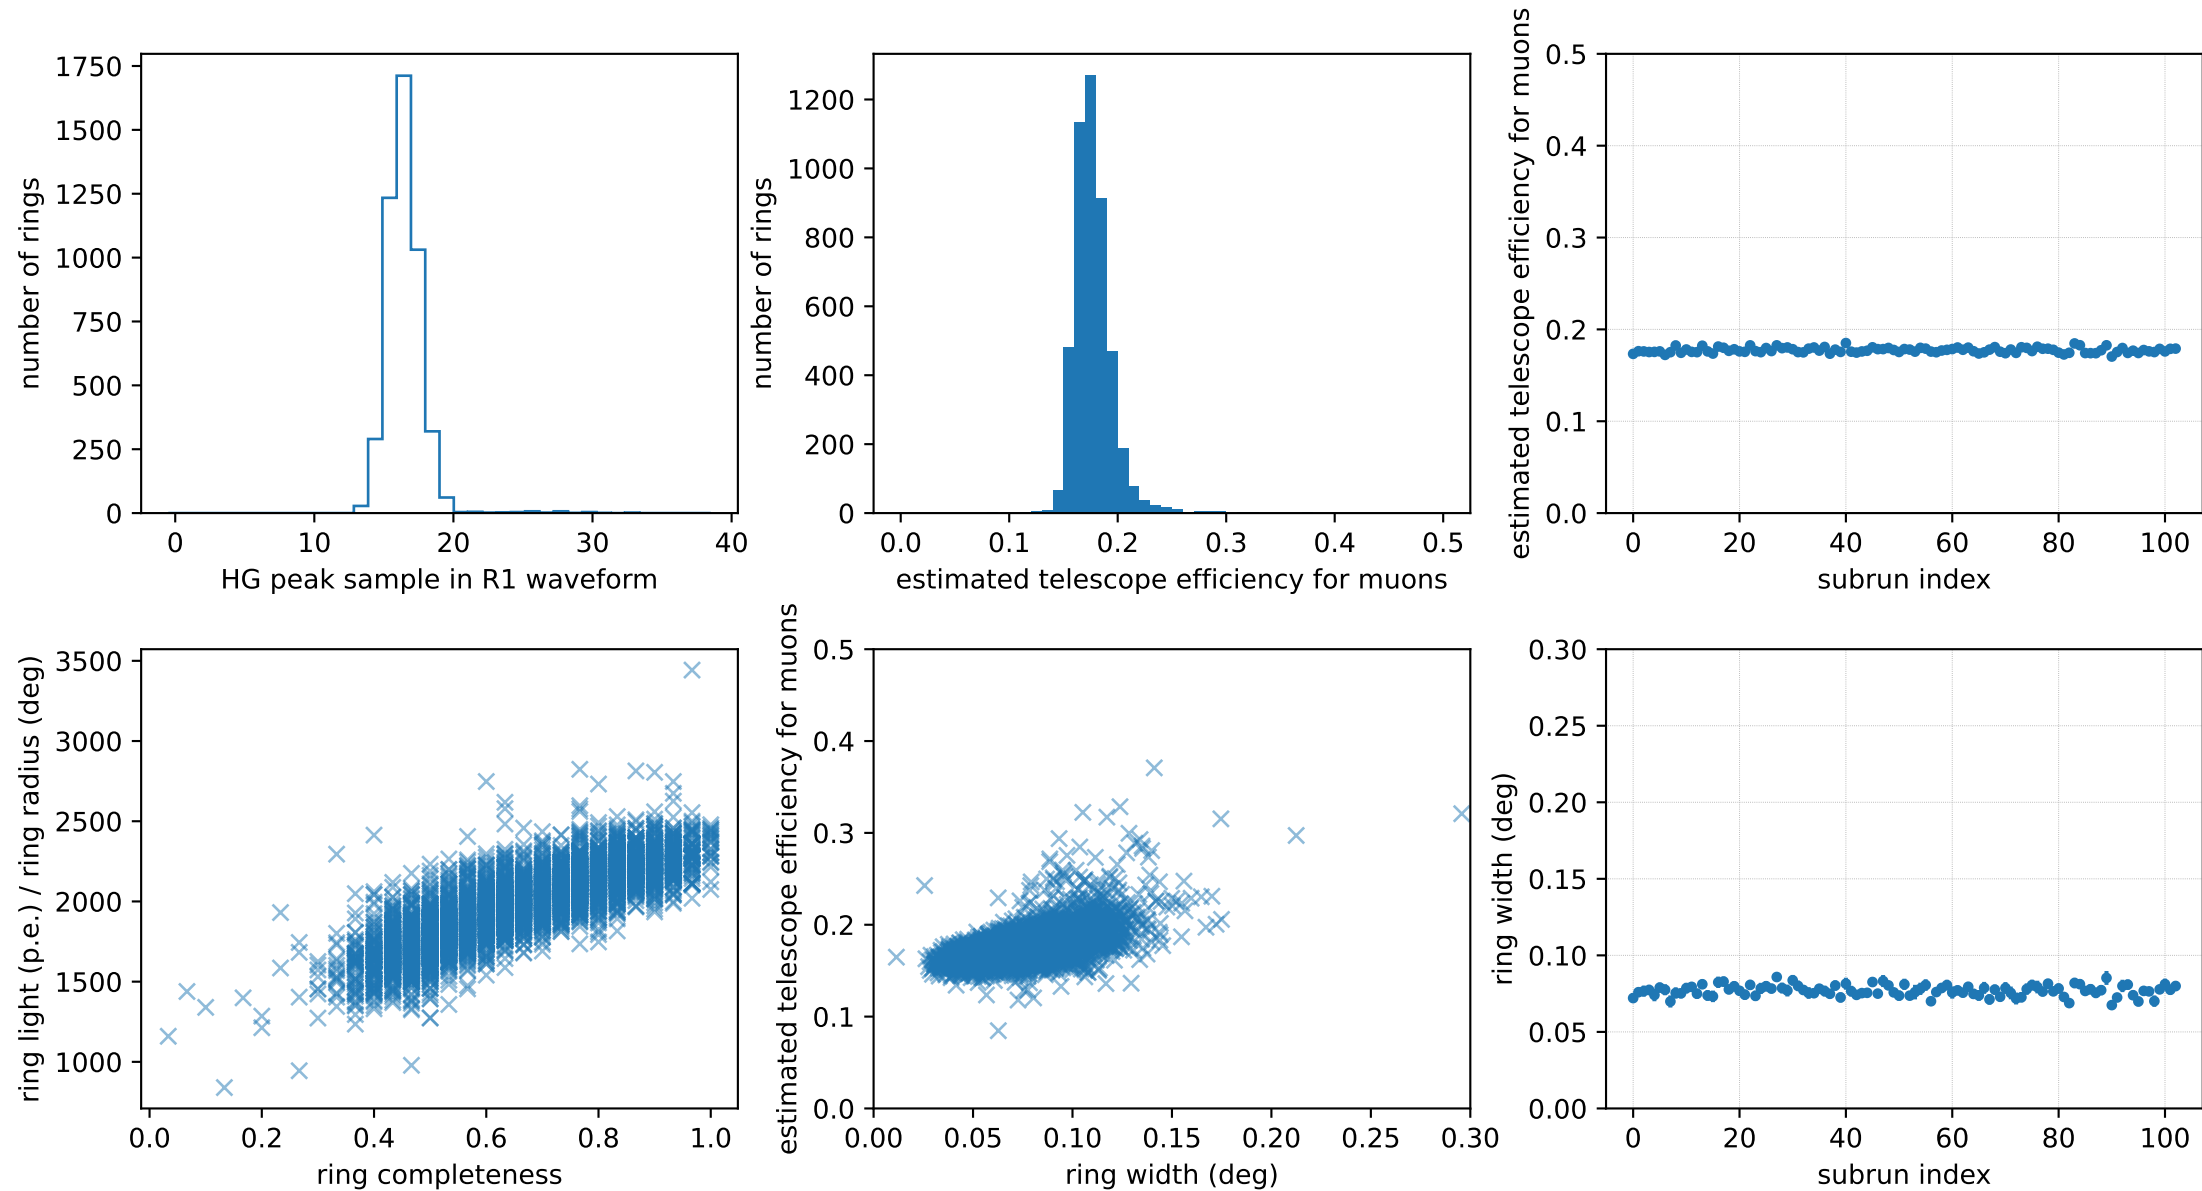 number of rings
1750
1500
1250
1000
750
500
250
0
0 10 20 30 40
HG peak sample in R1 waveform
number of rings
1200
1000
800
600
400
200
0
0.0 0.1 0.2 0.3 0.4 0.5
estimated telescope efficiency for muons
estimated telescope efficiency for muons
0.5
0.4
0.3
0.2
0.1
0.0
0 20 40 60 80 100
subrun index
ring light (p.e.) / ring radius (deg)
3500
3000
2500
2000
1500
1000
0.0 0.2 0.4 0.6 0.8 1.0
ring completeness
estimated telescope efficiency for muons
0.5
0.4
0.3
0.2
0.1
0.0
0.00 0.05 0.10 0.15 0.20 0.25 0.30
ring width (deg)
ring width (deg)
0.30
0.25
0.20
0.15
0.10
0.05
0.00
0 20 40 60 80 100
subrun index